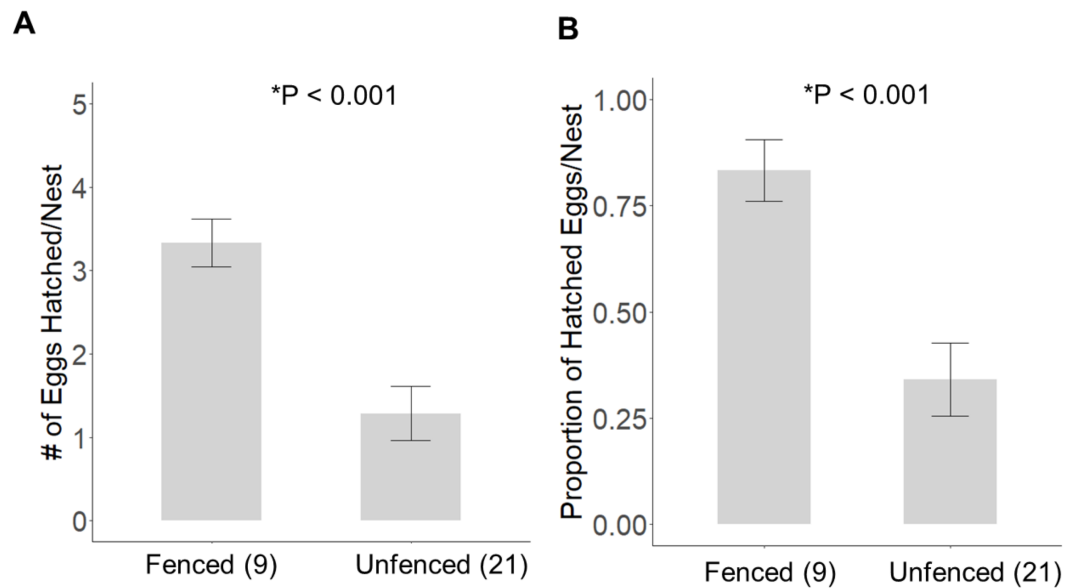 A
*P < 0.001
# of Eggs Hatched/Nest
5
4
3
2
1
0
Fenced (9) Unfenced (21)
B
*P < 0.001
Proportion of Hatched Eggs/Nest
1.00
0.75
0.50
0.25
0.00
Fenced (9) Unfenced (21)